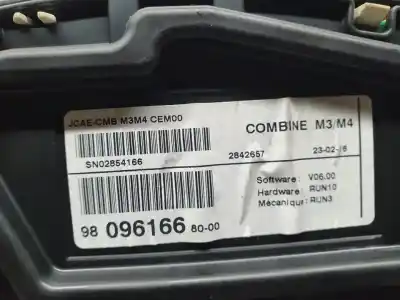 JCAE-CMB M3M4 CEM00
COMBINE M3/M4
SN02854166
2842657
23-02-16
Software: V06.00
Hardware: RUN10
Mécanique: RUN3
98 096166 80-00